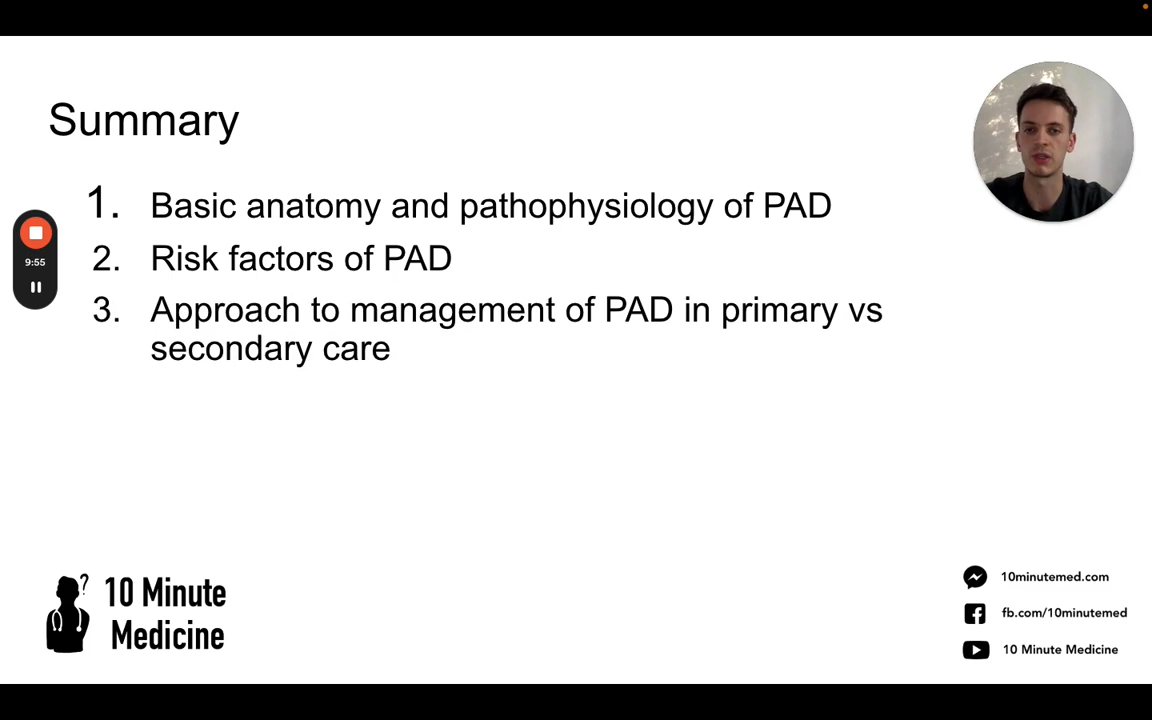 Summary
1. Basic anatomy and pathophysiology of PAD
2. Risk factors of PAD
3. Approach to management of PAD in primary vs
secondary care
9:55
?
10 Minute
Medicine
10minutemed.com
fb.com/10minutemed
10 Minute Medicine